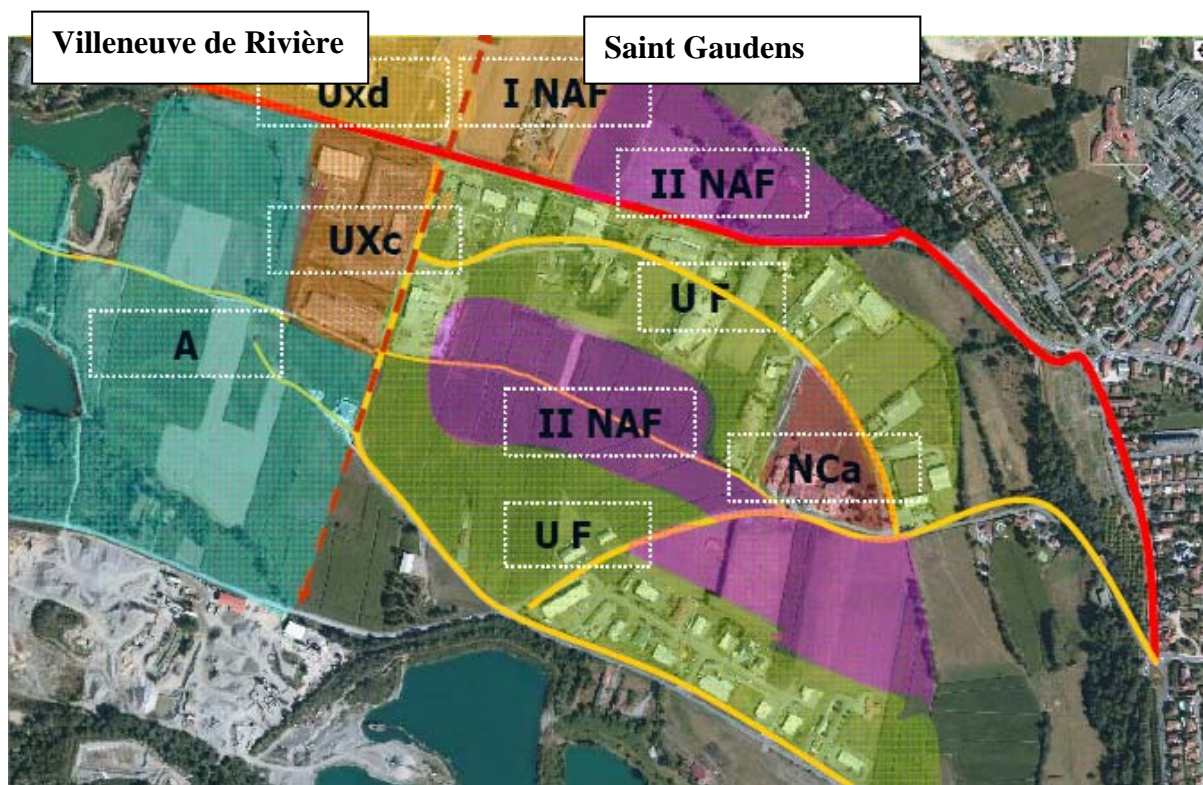 Villeneuve de Rivière
Saint Gaudens
Uxd
I NAF
II NAF
UXc
U F
A
II NAF
NCa
U F